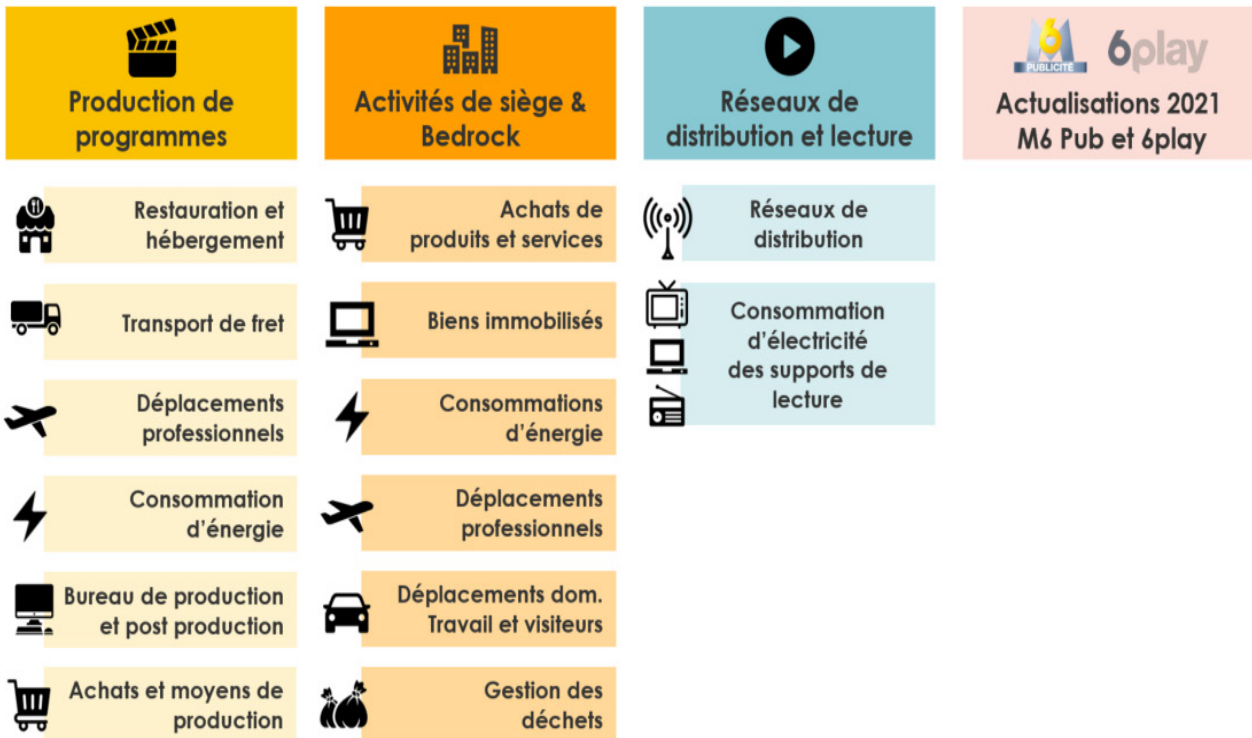 Production de
programmes
Restauration et
hébergement
Transport de fret
Déplacements
professionnels
Consommation
d'énergie
Bureau de production
et post production
Achats et moyens de
production
Activités de siège &
Bedrock
Achats de
produits et services
Biens immobilisés
Consommations
d'énergie
Déplacements
professionnels
Déplacements dom.
Travail et visiteurs
Gestion des
déchets
Réseaux de
distribution et lecture
Réseaux de
distribution
Consommation
d'électricité
des supports de
lecture
M6
PUBLICITÉ
6play
Actualisations 2021
M6 Pub et 6play